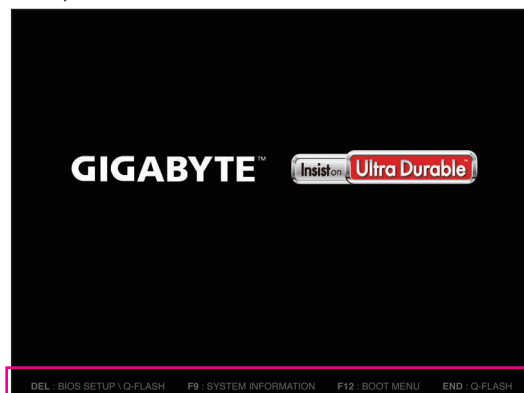 GIGABYTE™ Insist on Ultra Durable™
DEL : BIOS SETUP \ Q-FLASH F9 : SYSTEM INFORMATION F12 : BOOT MENU END : Q-FLASH